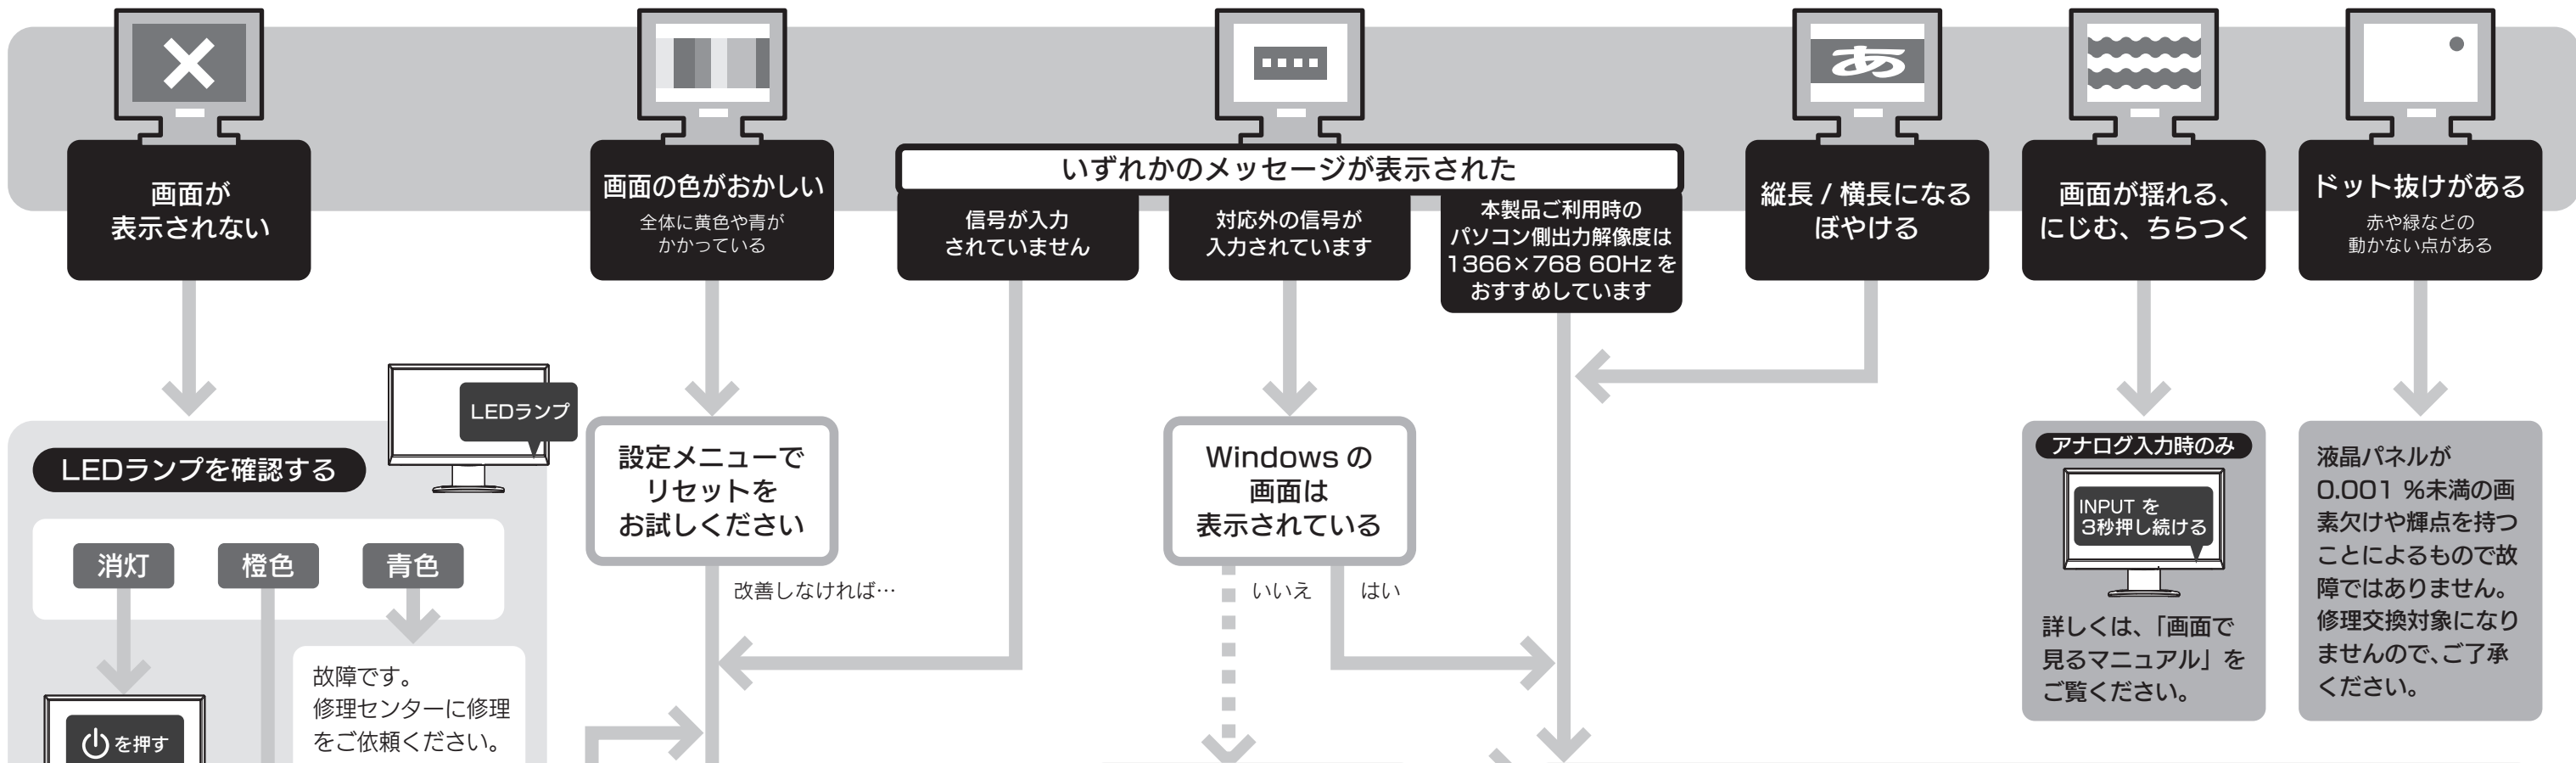 画面が
表示されない
画面の色がおかしい
全体に黄色や青が
かかっている
いずれかのメッセージが表示された
信号が入力
されていません
対応外の信号が
入力されています
本製品ご利用時の
パソコン側出力解像度は
1366×768 60Hz を
おすすめしています
縦長 / 横長になる
ぼやける
画面が揺れる、
にじむ、ちらつく
ドット抜けがある
赤や緑などの
動かない点がある
あ
LEDランプ
LEDランプを確認する
消灯
橙色
青色
を押す
故障です。
修理センターに修理
をご依頼ください。
設定メニューで
リセットを
お試しください
改善しなければ…
Windows の
画面は
表示されている
いいえ
はい
アナログ入力時のみ
INPUT を
3秒押し続ける
詳しくは、「画面で
見るマニュアル」を
ご覧ください。
液晶パネルが
0.001 %未満の画
素欠けや輝点を持つ
ことによるもので故
障ではありません。
修理交換対象になり
ませんので、ご了承
ください。